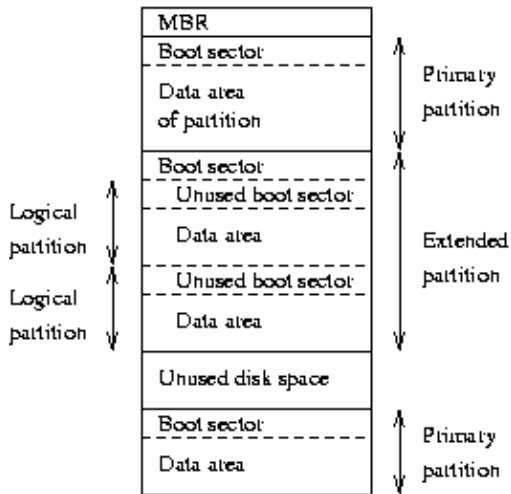 MBR
Boot sector
Data area
of partition
Primary
partition
Boot sector
Unused boot sector
Data area
Logical
partition
Unused boot sector
Data area
Logical
partition
Extended
partition
Unused disk space
Boot sector
Data area
Primary
partition